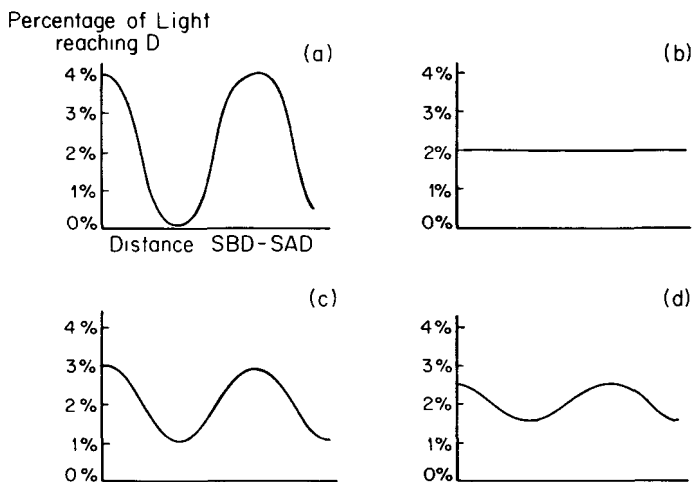 Percentage of Light
reaching D
(a)
4%
3%
2%
1%
0%
Distance SBD-SAD
(b)
4%
3%
2%
1%
0%
(c)
4%
3%
2%
1%
0%
(d)
4%
3%
2%
1%
0%